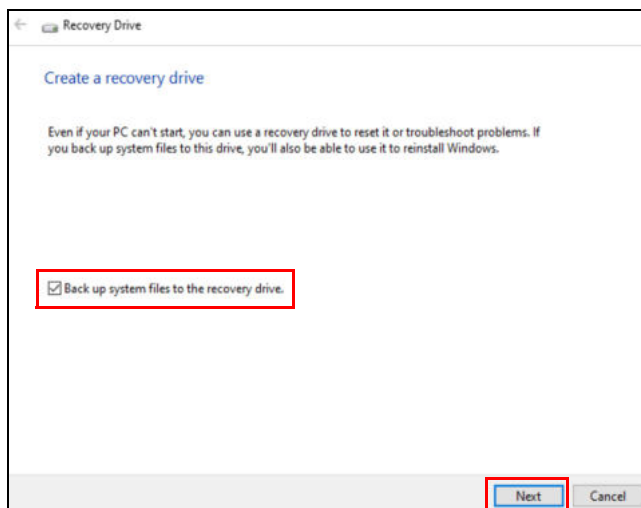 Recovery Drive
Create a recovery drive
Even if your PC can't start, you can use a recovery drive to reset it or troubleshoot problems. If
you back up system files to this drive, you'll also be able to use it to reinstall Windows.
Back up system files to the recovery drive.
Next Cancel